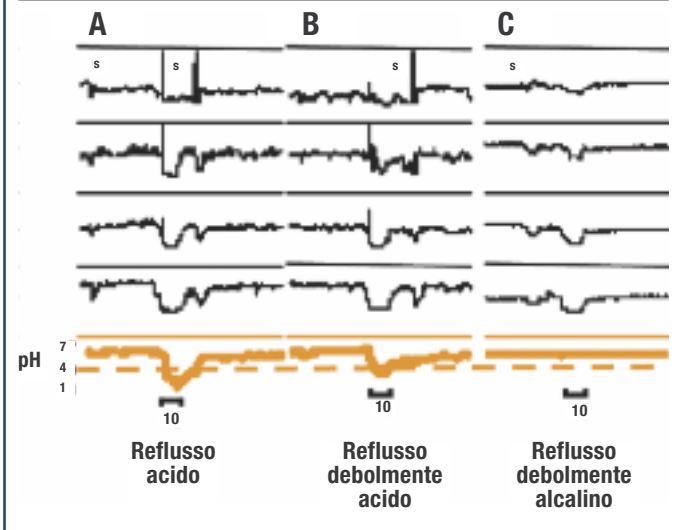 A B C
s s s s
pH
7
4
1
10 10 10
Reflusso acido
Reflusso debolmente acido
Reflusso debolmente alcalino